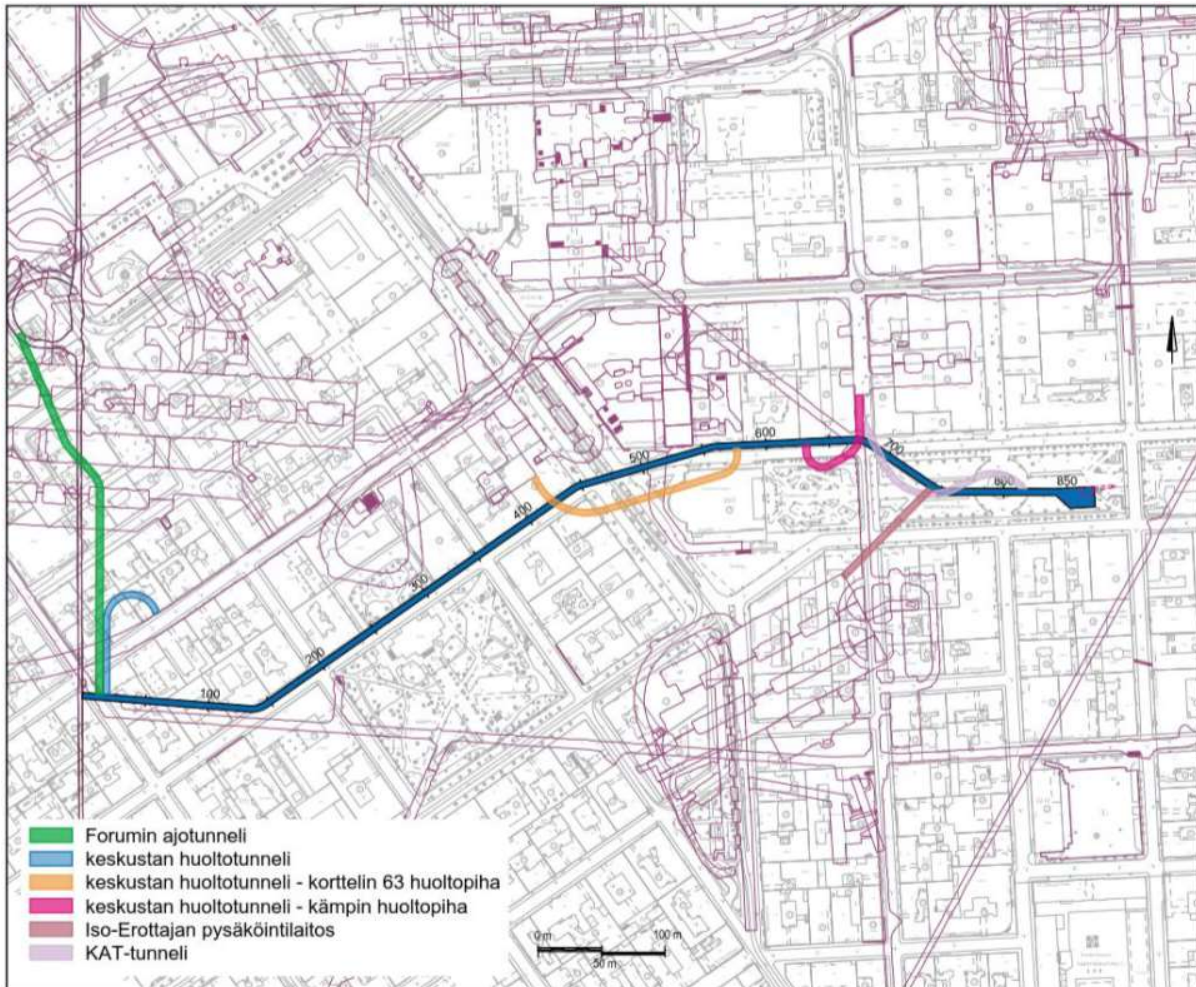 600
700
500
800
850
400
300
200
100
Forumin ajotunneli
keskustan huoltotunneli
keskustan huoltotunneli - korttelin 63 huoltopiha
keskustan huoltotunneli - kämpin huoltopiha
Iso-Erottajan pysäköintilaitos
KAT-tunneli
0 m
100 m
50 m